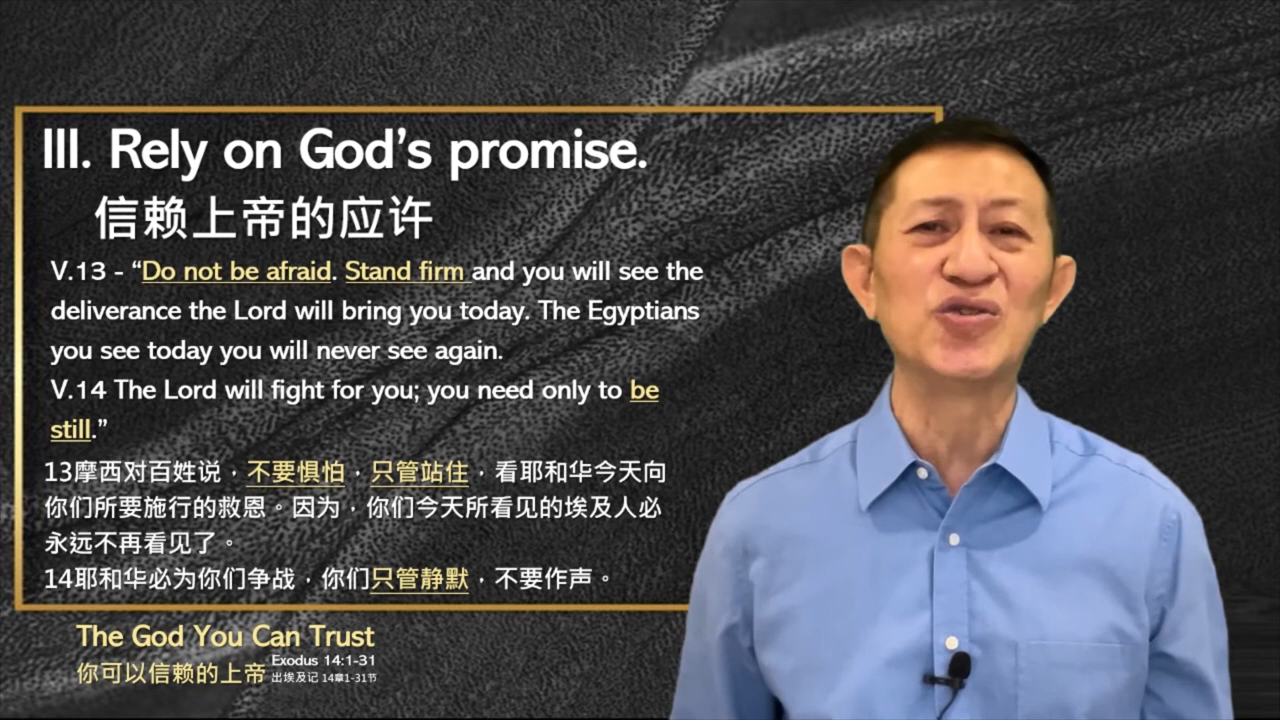 III. Rely on God’s promise.
信赖上帝的应许
V.13 - “Do not be afraid. Stand firm and you will see the
deliverance the Lord will bring you today. The Egyptians
you see today you will never see again.
V.14 The Lord will fight for you; you need only to be
still.”
13摩西对百姓说，不要惧怕，只管站住，看耶和华今天向
你们所要施行的救恩。因为，你们今天所看见的埃及人必
永远不再看见了。
14耶和华必为你们争战，你们只管静默，不要作声。
The God You Can Trust
你可以信赖的上帝
Exodus 14:1-31
出埃及记 14章1-31节